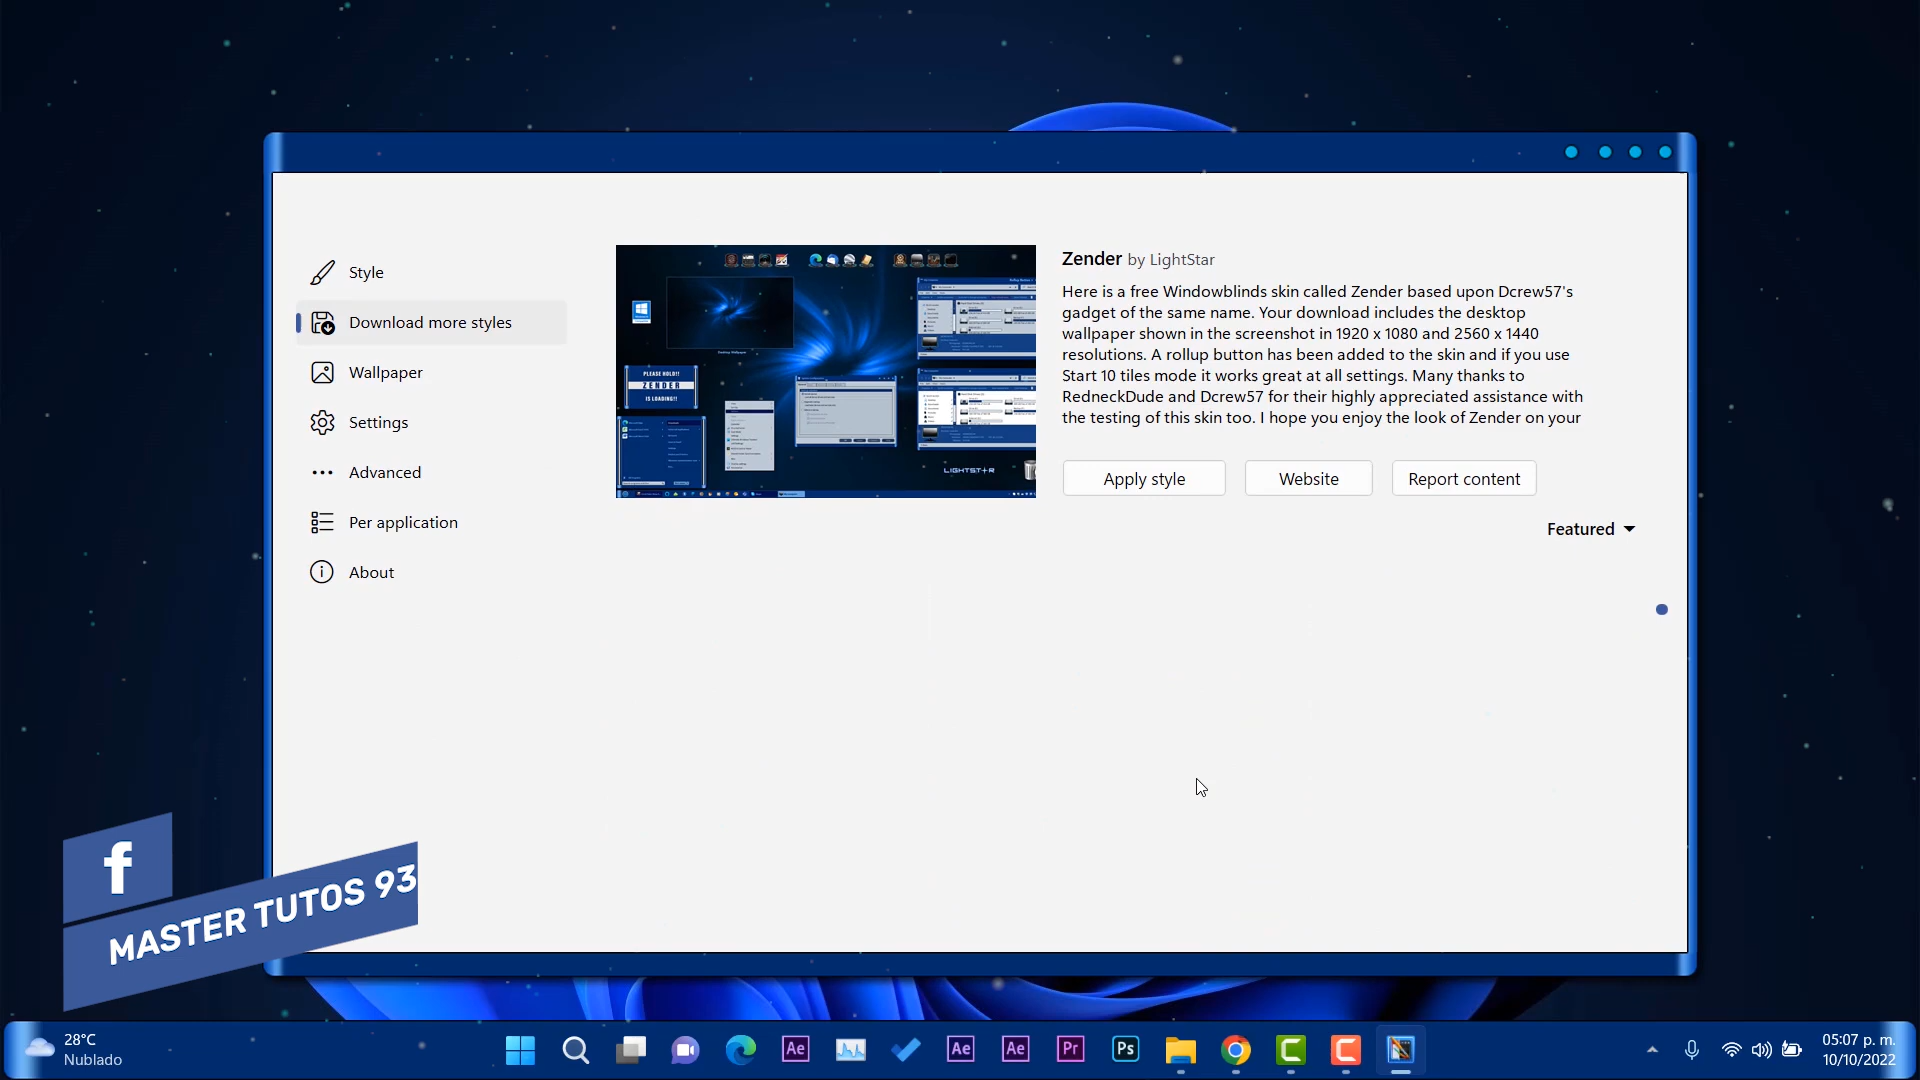 Style
Download more styles
Wallpaper
Settings
Advanced
Per application
About
PLEASE HOLD!!
ZENDER
IS LOADING!!
LIGHTSTAR
Zender by LightStar
Here is a free Windowblinds skin called Zender based upon Dcrew57's
gadget of the same name. Your download includes the desktop
wallpaper shown in the screenshot in 1920 x 1080 and 2560 x 1440
resolutions. A rollup button has been added to the skin and if you use
Start 10 tiles mode it works great at all settings. Many thanks to
RedneckDude and Dcrew57 for their highly appreciated assistance with
the testing of this skin too. I hope you enjoy the look of Zender on your
Apply style
Website
Report content
Featured
f
MASTER TUTOS 93
28°C
Nublado
Ae
Ae
Ae
Pr
Ps
05:07 p. m.
10/10/2022